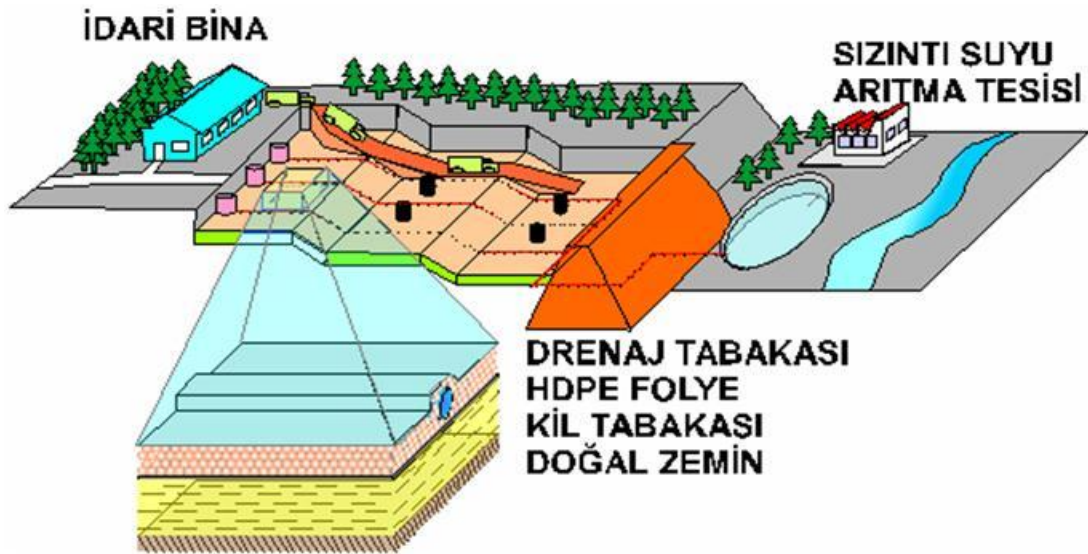 İDARİ BİNA
SIZINTI SUYU
ARITMA TESİSİ
DRENAJ TABAKASI
HDPE FOLYE
KİL TABAKASI
DOĞAL ZEMİN